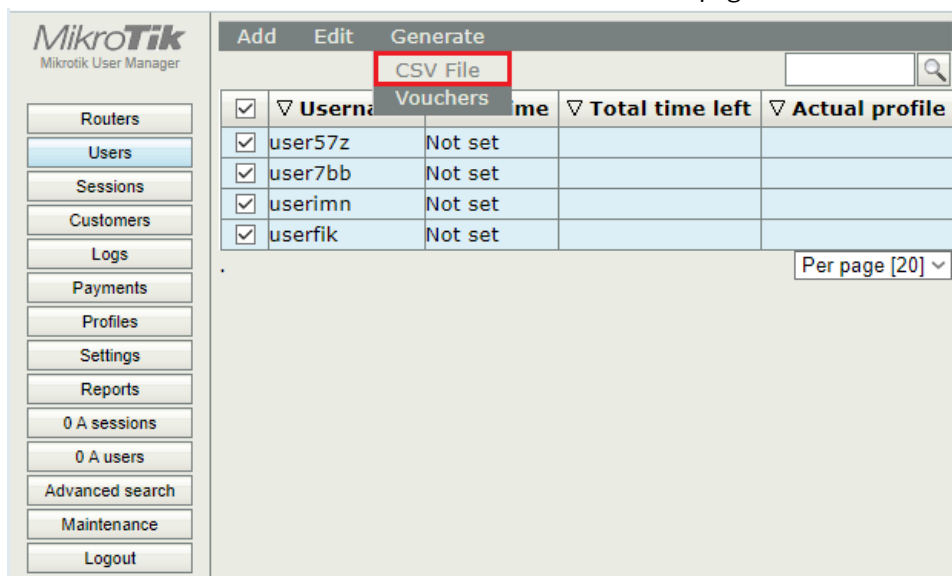 MikroTik
Mikrotik User Manager
Routers
Users
Sessions
Customers
Logs
Payments
Profiles
Settings
Reports
0 A sessions
0 A users
Advanced search
Maintenance
Logout
Add Edit Generate
CSV File
Vouchers
▽ Userna me ▽ Total time left ▽ Actual profile
user57z Not set
user7bb Not set
userimn Not set
userfik Not set
. Per page [20]